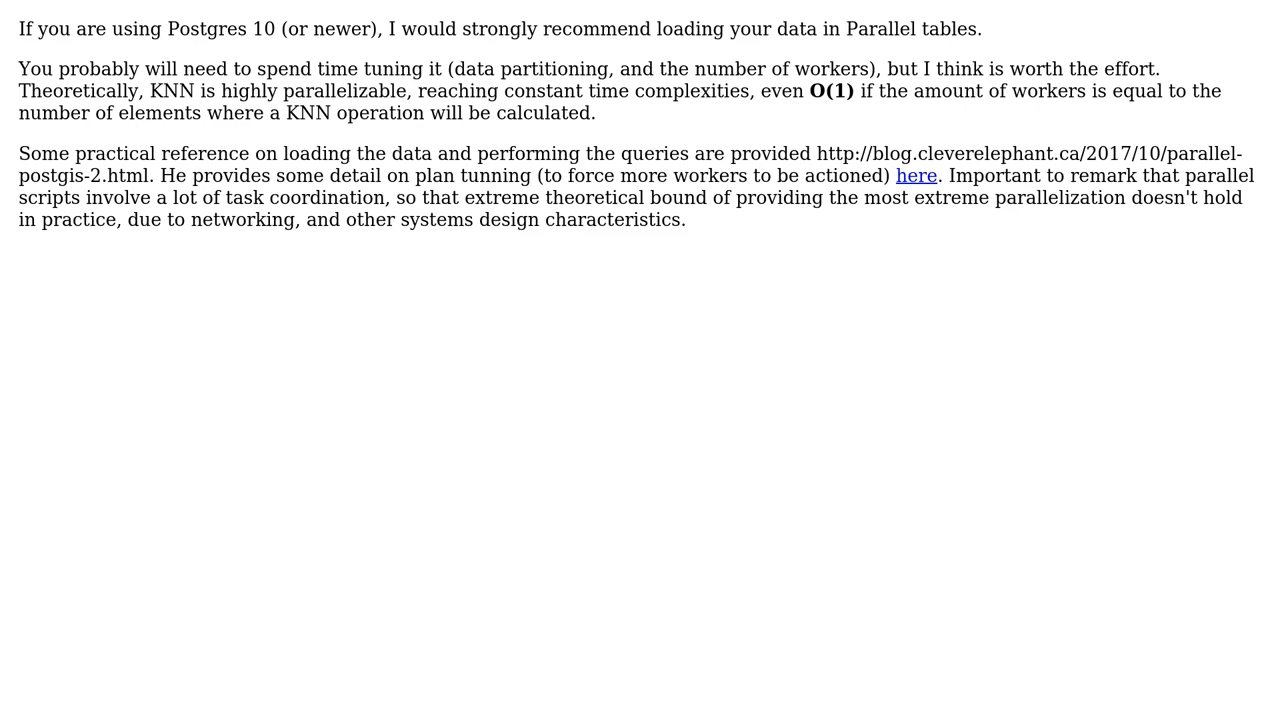 If you are using Postgres 10 (or newer), I would strongly recommend loading your data in Parallel tables.
You probably will need to spend time tuning it (data partitioning, and the number of workers), but I think is worth the effort.
Theoretically, KNN is highly parallelizable, reaching constant time complexities, even O(1) if the amount of workers is equal to the
number of elements where a KNN operation will be calculated.
Some practical reference on loading the data and performing the queries are provided http://blog.cleverelephant.ca/2017/10/parallel-
postgis-2.html. He provides some detail on plan tunning (to force more workers to be actioned) here. Important to remark that parallel
scripts involve a lot of task coordination, so that extreme theoretical bound of providing the most extreme parallelization doesn't hold
in practice, due to networking, and other systems design characteristics.